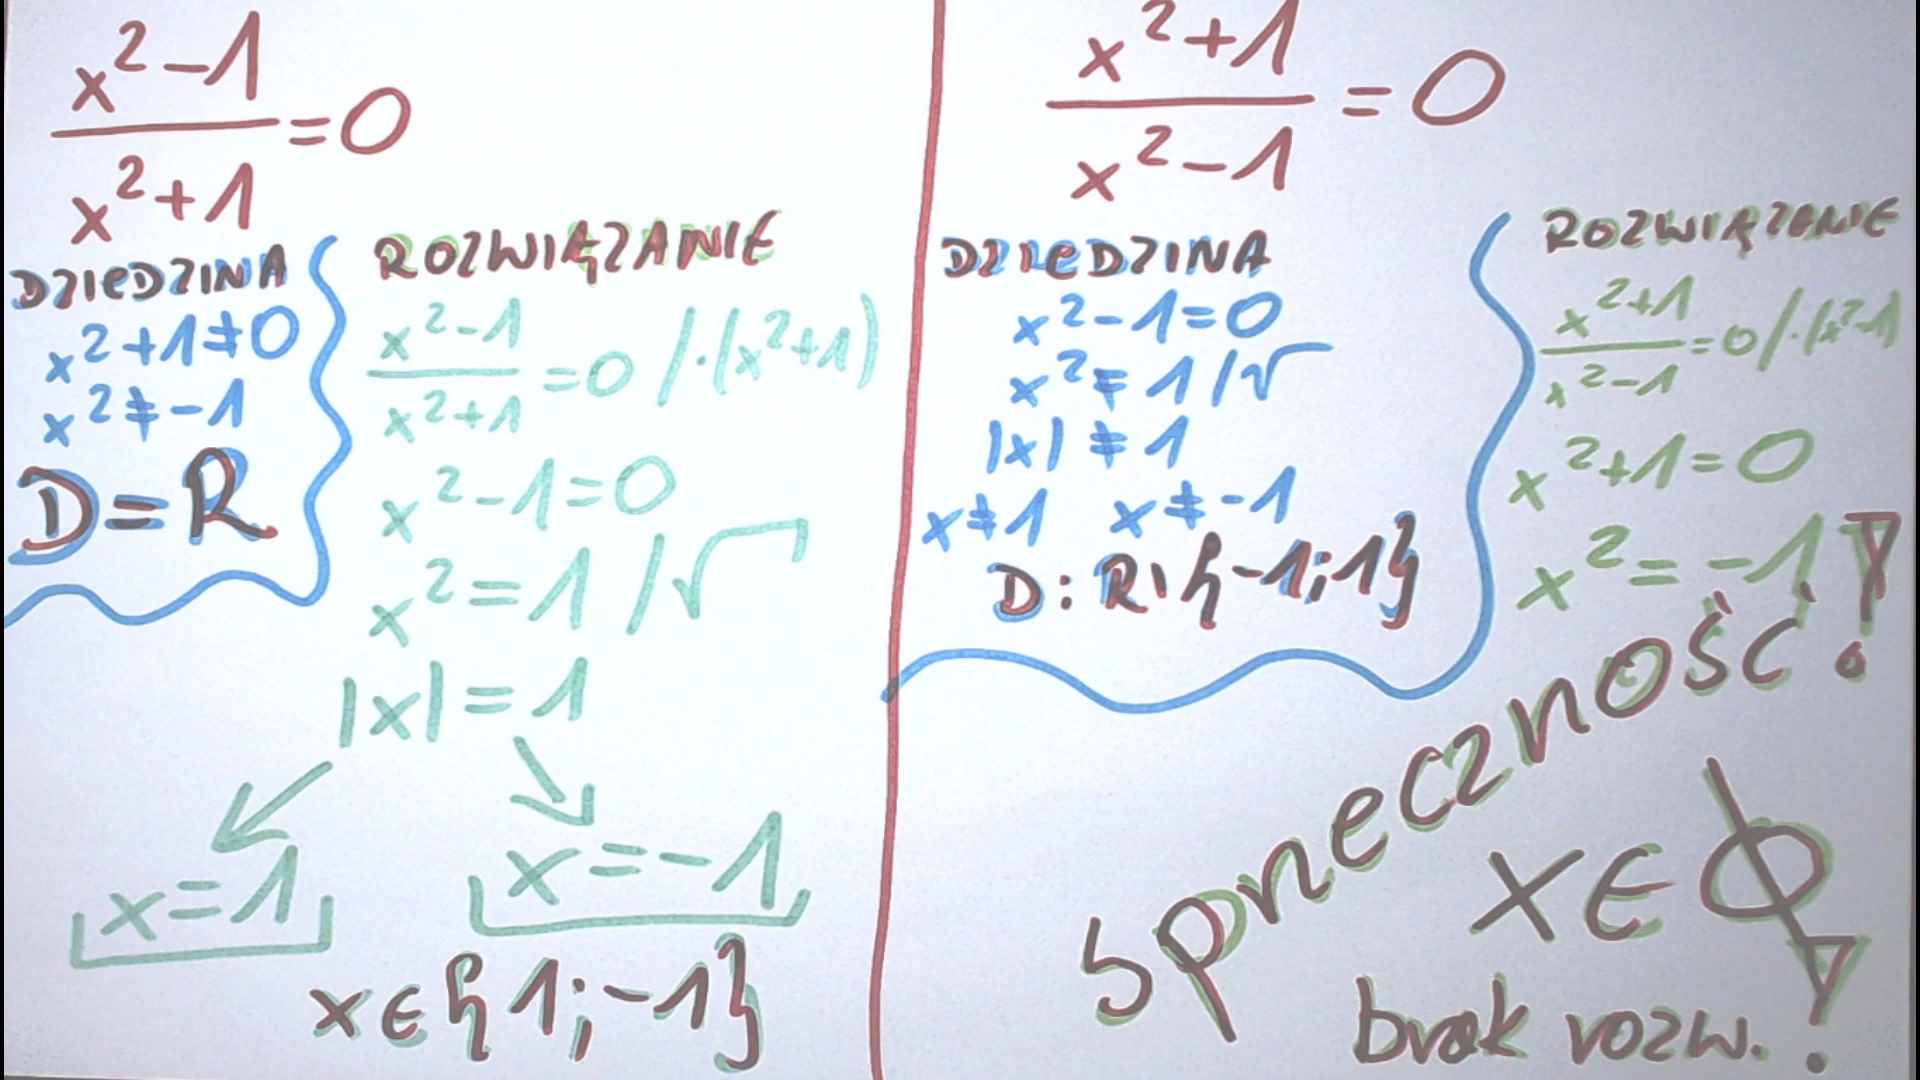 x²-1
x²+1 =0
DZIEDZINA
x²+1≠0
x²≠-1
D=R
ROZWIĄZANIE
x²-1
x²+1 =0 /·(x²+1)
x²-1=0
x²=1 /√
|x|=1
x=1 x=-1
x∈{1;-1}
x²+1
x²-1 =0
DZIEDZINA
x²-1=0
x²≠1/√
|x|≠1
x≠1 x≠-1
D: R\{-1;1}
ROZWIĄZANIE
x²+1
x²-1 =0/·(x²-1)
x²+1=0
x²=-1!
sprzeczność
x∈Ø
brak rozw. !